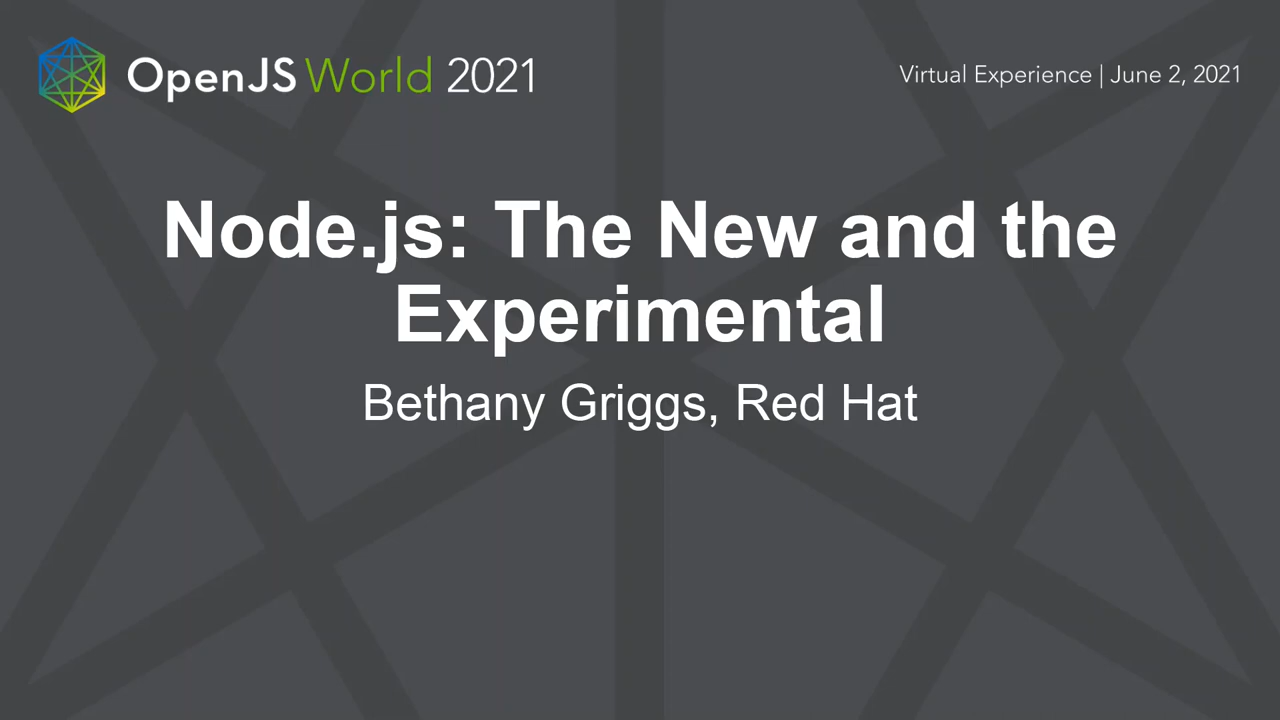 OpenJS World 2021
Virtual Experience | June 2, 2021
Node.js: The New and the
Experimental
Bethany Griggs, Red Hat